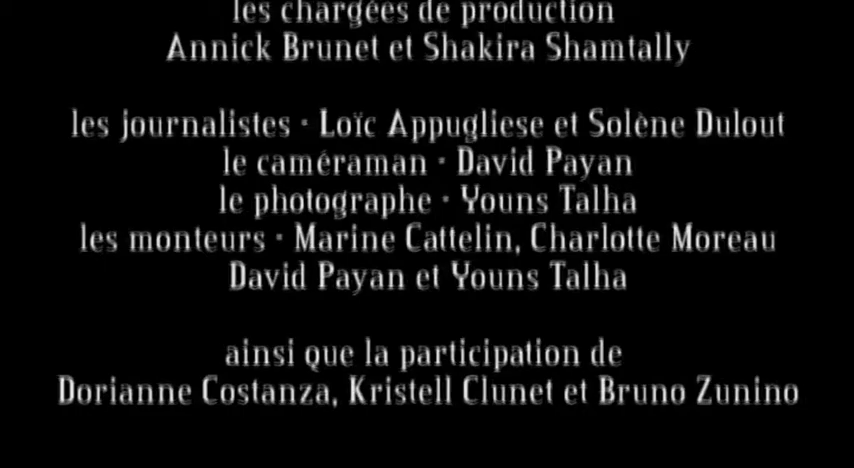 les chargées de production
Annick Brunet et Shakira Shamtally
les journalistes · Loïc Appugliese et Solène Dulout
le caméraman · David Payan
le photographe · Youns Talha
les monteurs · Marine Cattelin, Charlotte Moreau
David Payan et Youns Talha
ainsi que la participation de
Dorianne Costanza, Kristell Clunet et Bruno Zunino